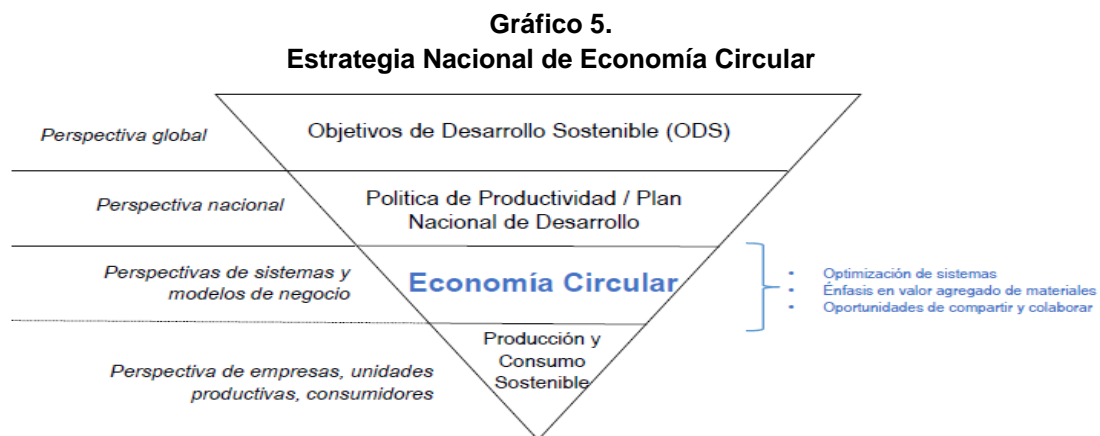 Gráfico 5.
Estrategia Nacional de Economía Circular
Perspectiva global
Objetivos de Desarrollo Sostenible (ODS)
Perspectiva nacional
Politica de Productividad / Plan
Nacional de Desarrollo
Perspectivas de sistemas y
modelos de negocio
Economía Circular
• Optimización de sistemas
• Énfasis en valor agregado de materiales
• Oportunidades de compartir y colaborar
Perspectiva de empresas, unidades
productivas, consumidores
Producción y
Consumo
Sostenible